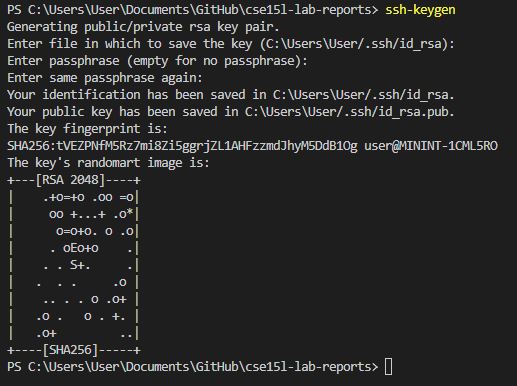 PS C:\Users\User\Documents\GitHub\cse15l-lab-reports> ssh-keygen
Generating public/private rsa key pair.
Enter file in which to save the key (C:\Users\User/.ssh/id_rsa):
Enter passphrase (empty for no passphrase):
Enter same passphrase again:
Your identification has been saved in C:\Users\User/.ssh/id_rsa.
Your public key has been saved in C:\Users\User/.ssh/id_rsa.pub.
The key fingerprint is:
SHA256:tVEZPNfM5Rz7mi8Zi5ggrjZL1AHFzzmdJhyM5DdB1Og user@MININT-1CML5RO
The key's randomart image is:
+---[RSA 2048]----+
|    .+o=+o .oo =o|
|     oo +...+ .o*|
|      o=o+o. o .o|
|     . oEo+o    .|
|    . . S+.     .|
|   .  . .     .o |
|    .. . . o .o+ |
|   .o .   o . +. |
|   .o+         ..|
+----[SHA256]-----+
PS C:\Users\User\Documents\GitHub\cse15l-lab-reports>